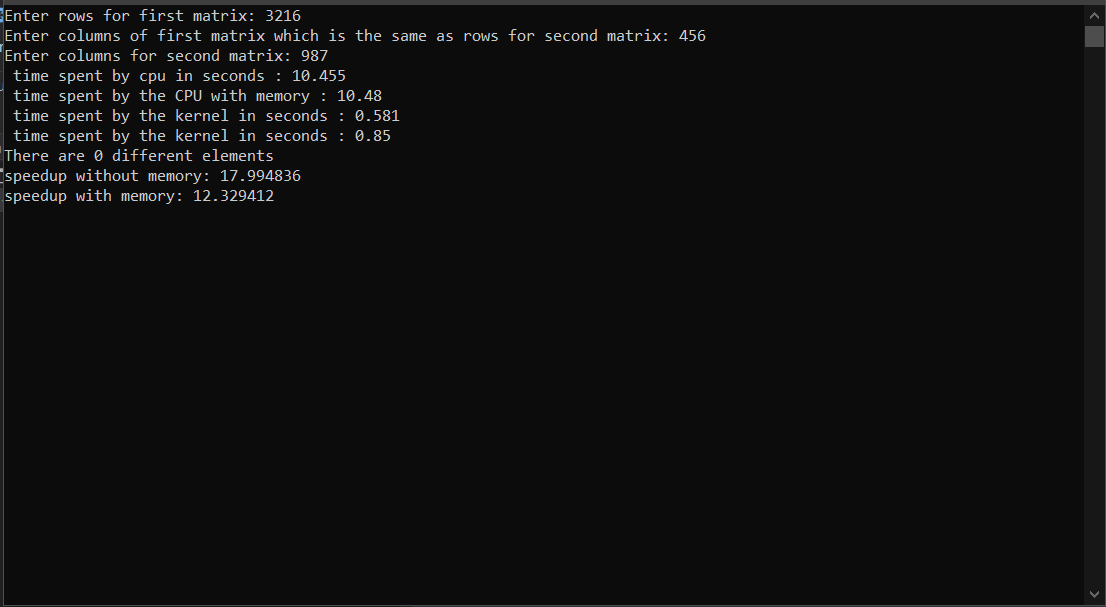 Enter rows for first matrix: 3216
Enter columns of first matrix which is the same as rows for second matrix: 456
Enter columns for second matrix: 987
time spent by cpu in seconds : 10.455
time spent by the CPU with memory : 10.48
time spent by the kernel in seconds : 0.581
time spent by the kernel in seconds : 0.85
There are 0 different elements
speedup without memory: 17.994836
speedup with memory: 12.329412